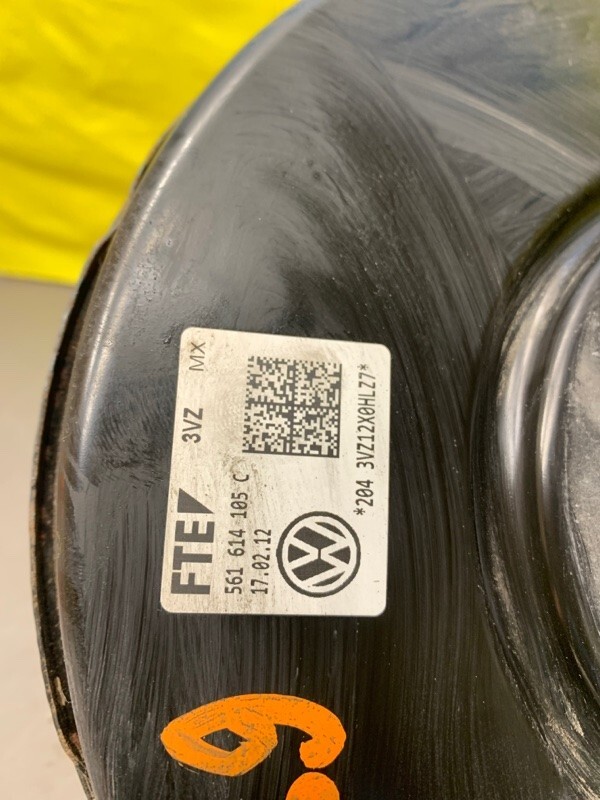 FTE 3VZ MX
561 614 105 C
17.02.12
*204 3VZ12X0HLZ7*